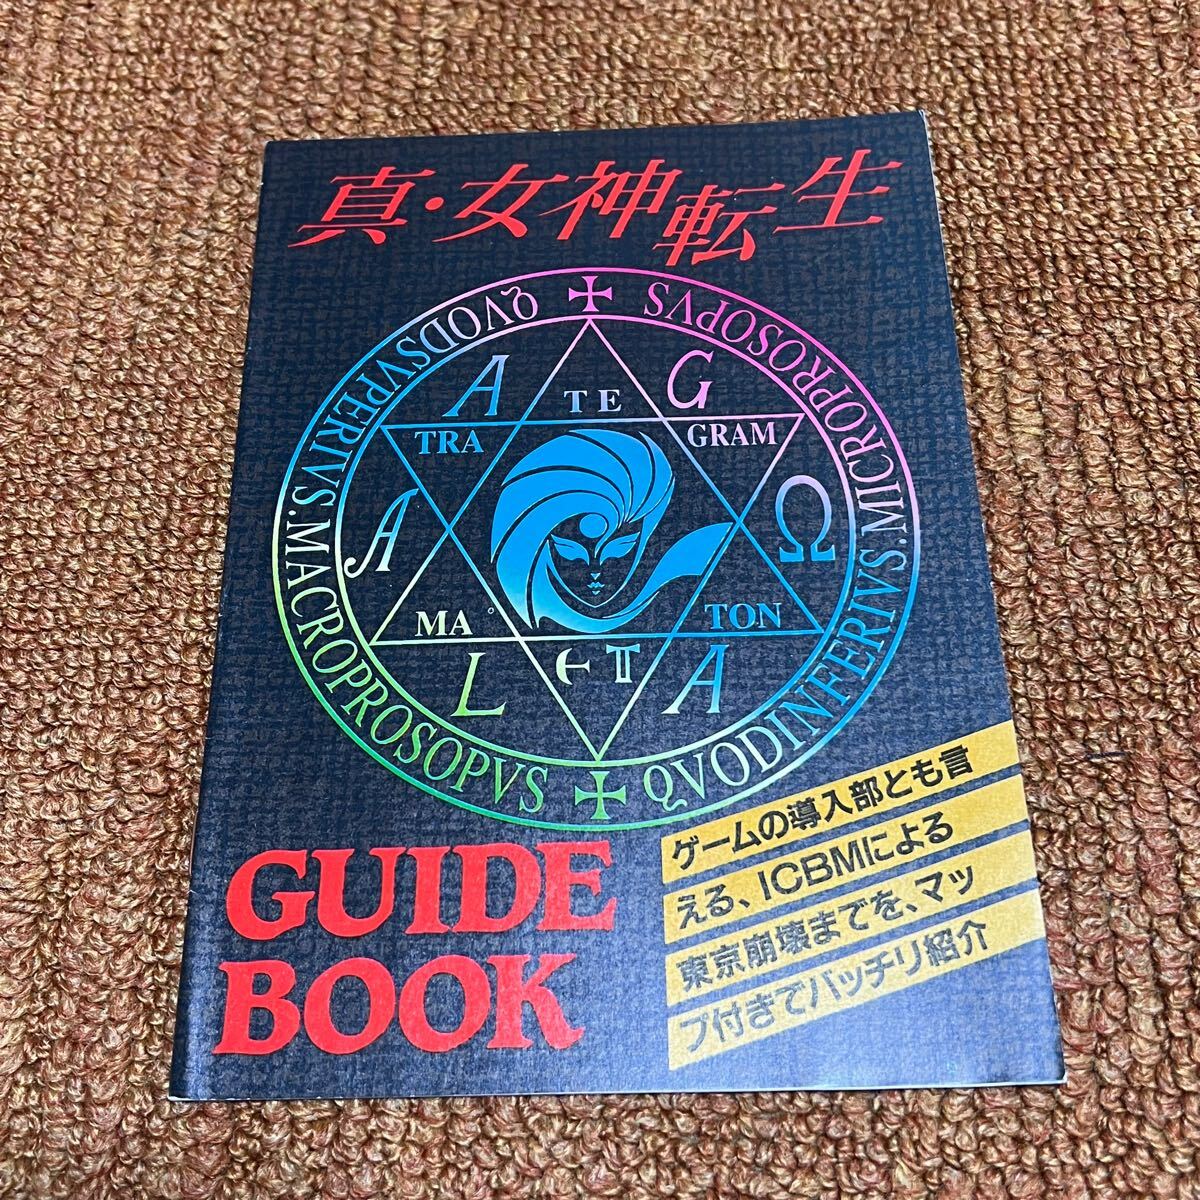 真・女神転生
QVODSVPERIVS.MACROPROSOPVS
QVODINFERIVS.MICROPROSOPVS
A TE G
TRA GRAM
A Ω
MA TON
L A
GUIDE
BOOK
ゲームの導入部とも言
える、ICBMによる
東京崩壊までを、マッ
プ付きでバッチリ紹介